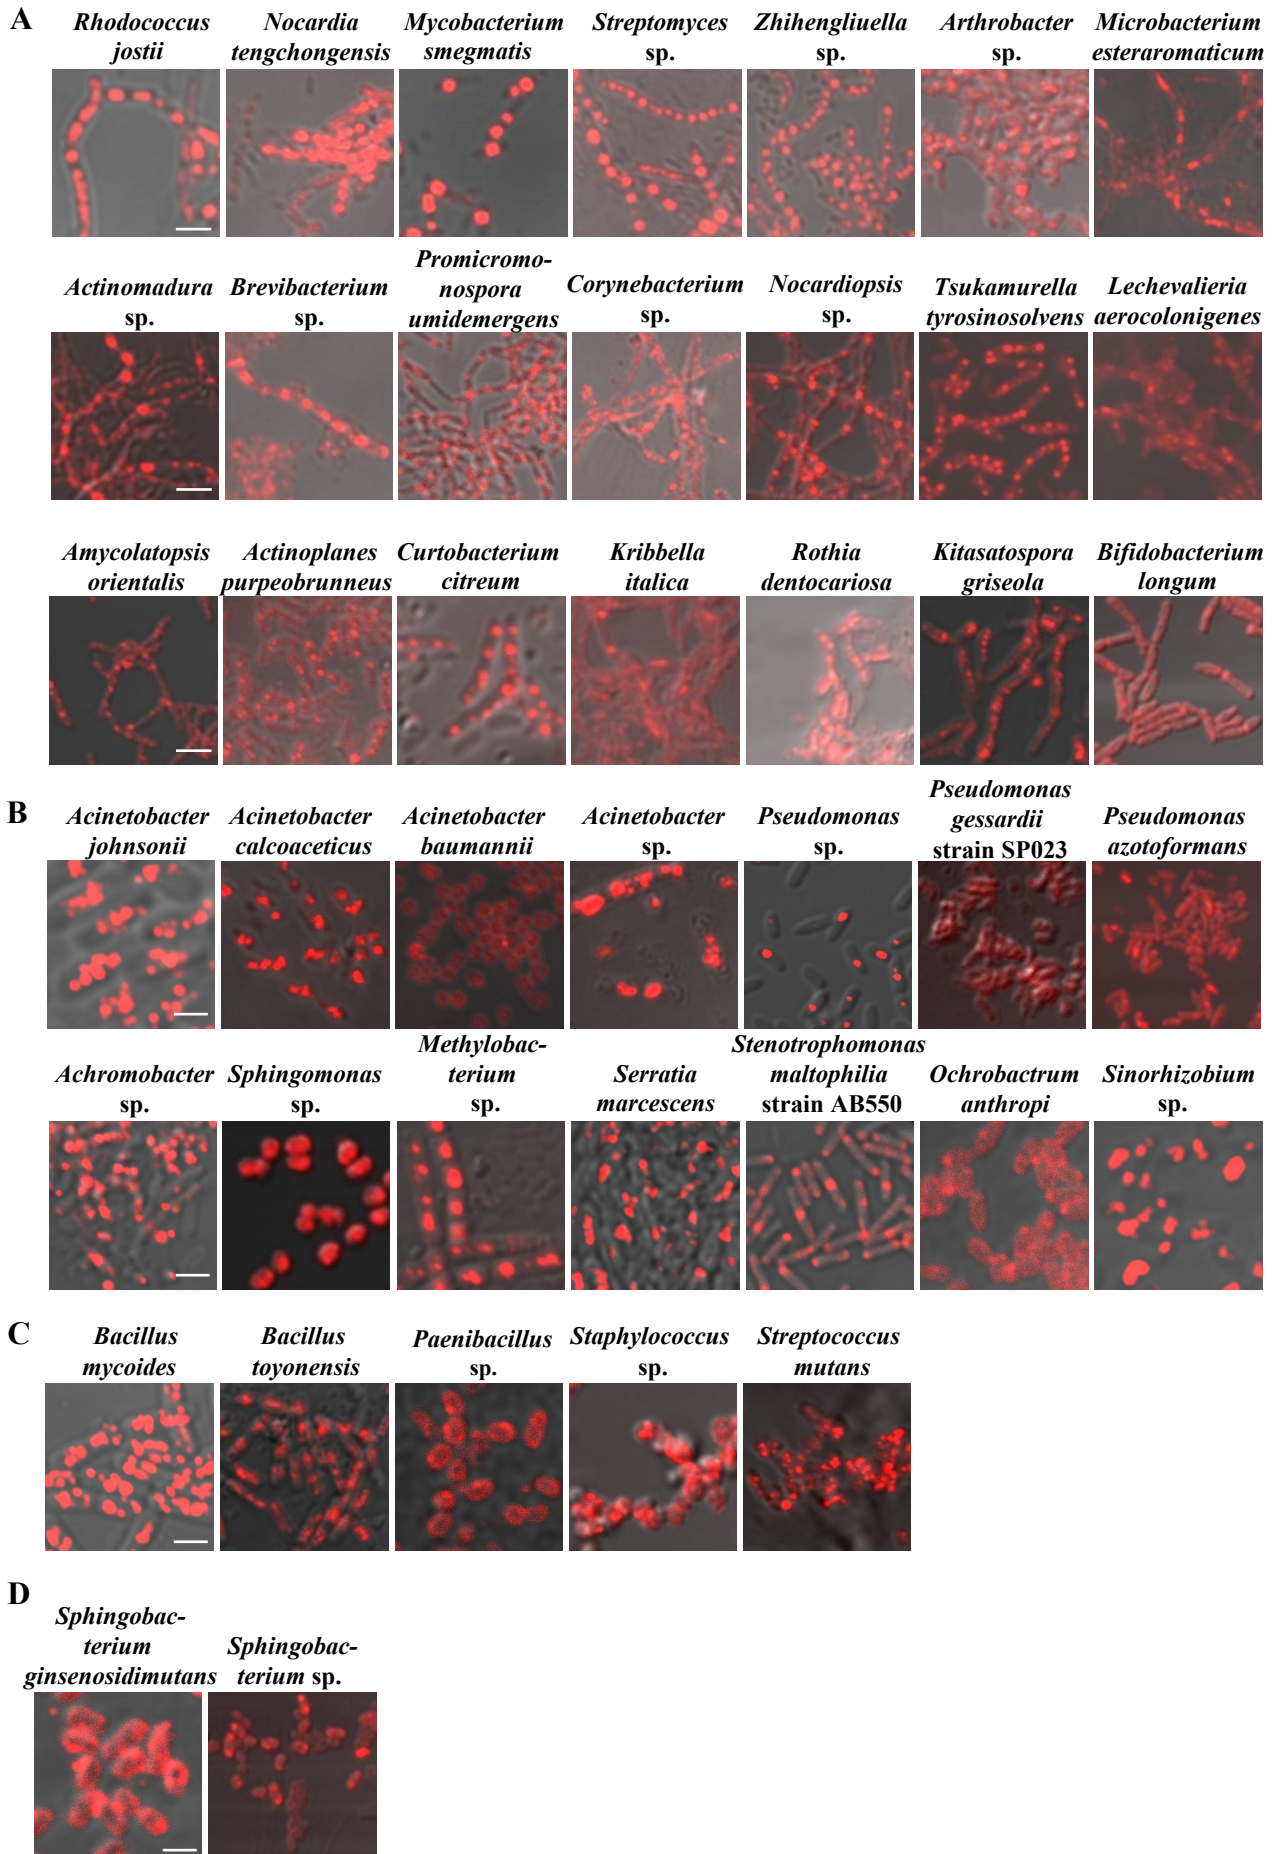 A
Rhodococcus
jostii
Nocardia
tengchongensis
Mycobacterium
smegmatis
Streptomyces
sp.
Zhihengliuella
sp.
Arthrobacter
sp.
Microbacterium
esteraromaticum
Actinomadura
sp.
Brevibacterium
sp.
Promicromo-
nospora
umidemergens
Corynebacterium
sp.
Nocardiopsis
sp.
Tsukamurella
tyrosinosolvens
Lechevalieria
aerocolonigenes
Amycolatopsis
orientalis
Actinoplanes
purpeobrunneus
Curtobacterium
citreum
Kribbella
italica
Rothia
dentocariosa
Kitasatospora
griseola
Bifidobacterium
longum
B
Acinetobacter
johnsonii
Acinetobacter
calcoaceticus
Acinetobacter
baumannii
Acinetobacter
sp.
Pseudomonas
sp.
Pseudomonas
gessardii
strain SP023
Pseudomonas
azotoformans
Achromobacter
sp.
Sphingomonas
sp.
Methylobac-
terium
sp.
Serratia
marcescens
Stenotrophomonas
maltophilia
strain AB550
Ochrobactrum
anthropi
Sinorhizobium
sp.
C
Bacillus
mycoides
Bacillus
toyonensis
Paenibacillus
sp.
Staphylococcus
sp.
Streptococcus
mutans
D
Sphingobac-
terium
ginsenosidimutans
Sphingobac-
terium sp.